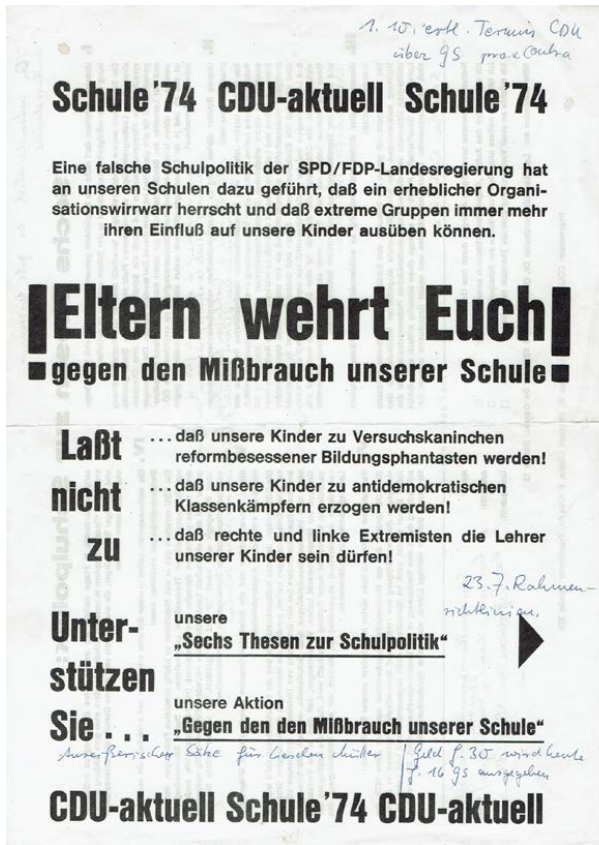 1. 10. Termin CDU
über GS pro + Contra
Schule '74 CDU-aktuell Schule '74
Eine falsche Schulpolitik der SPD/FDP-Landesregierung hat
an unseren Schulen dazu geführt, daß ein erheblicher Organi-
sationswirrwarr herrscht und daß extreme Gruppen immer mehr
ihren Einfluß auf unsere Kinder ausüben können.
!Eltern wehrt Euch!
gegen den Mißbrauch unserer Schule
Laßt
nicht
zu
...daß unsere Kinder zu Versuchskaninchen
reformbesessener Bildungsphantasten werden!
...daß unsere Kinder zu antidemokratischen
Klassenkämpfern erzogen werden!
...daß rechte und linke Extremisten die Lehrer
unserer Kinder sein dürfen!
23.7. Rahmen-
richtlinien.
Unter-
stützen
Sie...
unsere
„Sechs Thesen zur Schulpolitik“
unsere Aktion
„Gegen den den Mißbrauch unserer Schule“
Sätze für
Geld f. 30 wird heute
f. 16 GS ausgegeben
CDU-aktuell Schule '74 CDU-aktuell